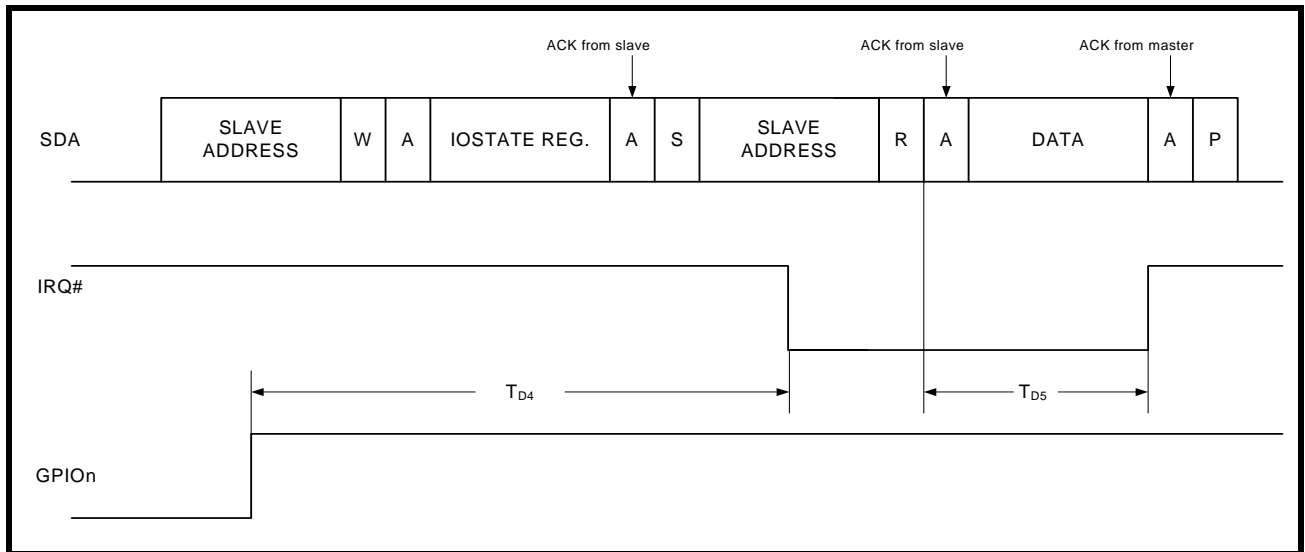 ACK from slave
ACK from slave
ACK from master
SDA
SLAVE
ADDRESS
W
A
IOSTATE REG.
A
S
SLAVE
ADDRESS
R
A
DATA
A
P
IRQ#
TD4
TD5
GPIOn